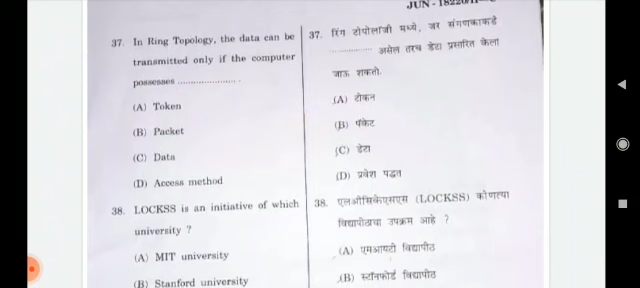 JUN - 18220/II-C
37. In Ring Topology, the data can be
transmitted only if the computer
possesses ...................... .
(A) Token
(B) Packet
(C) Data
(D) Access method
38. LOCKSS is an initiative of which
university ?
(A) MIT university
(B) Stanford university
37. रिंग टोपोलॉजी मध्ये, जर संगणकाकडे
............... असेल तरच डेटा प्रसारित केला
जाऊ शकतो.
(A) टोकन
(B) पॅकेट
(C) डेटा
(D) प्रवेश पद्धत
38. एलओसिकेएसएस (LOCKSS) कोणत्या
विद्यापीठाचा उपक्रम आहे ?
(A) एमआयटी विद्यापीठ
(B) स्टॅनफोर्ड विद्यापीठ